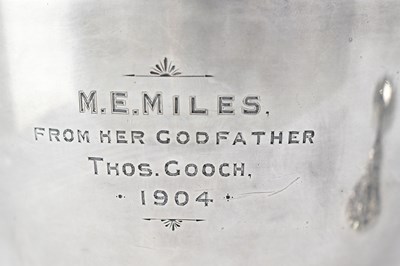 M.E.MILES,
FROM HER GODFATHER
THOS. GOOCH,
· 1904 ·